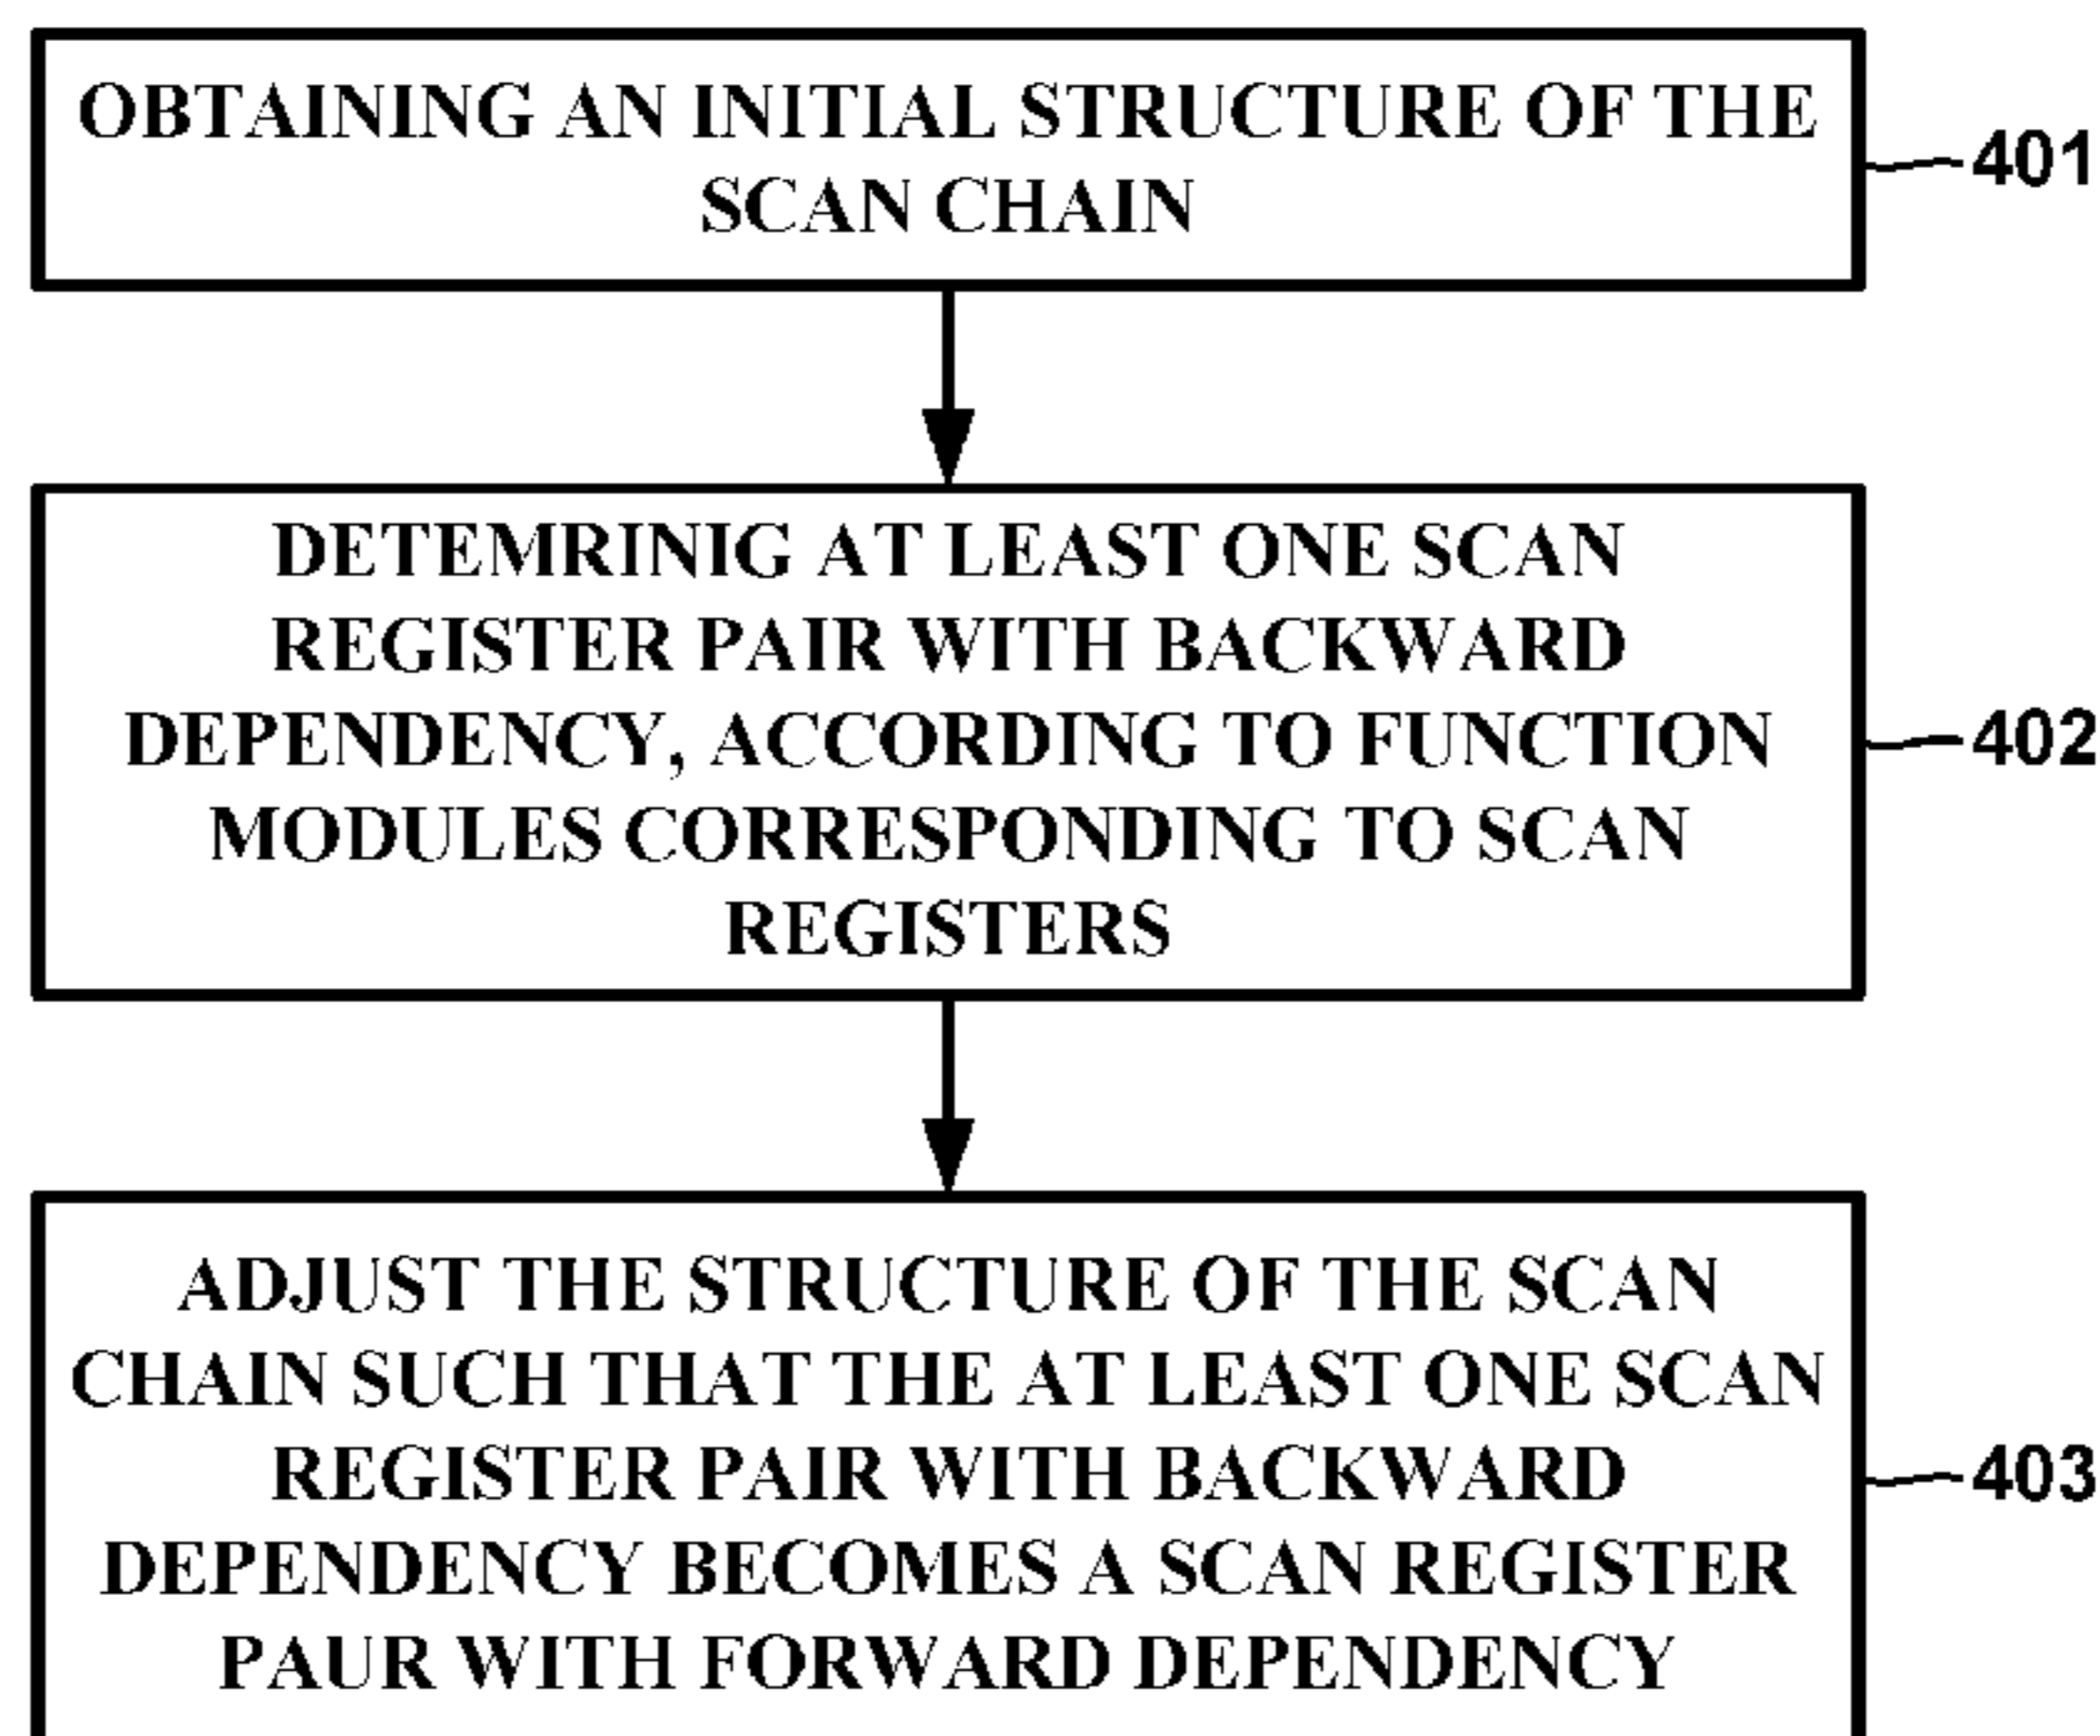 OBTAINING AN INITIAL STRUCTURE OF THE
SCAN CHAIN
401
DETEMRINIG AT LEAST ONE SCAN
REGISTER PAIR WITH BACKWARD
DEPENDENCY, ACCORDING TO FUNCTION
MODULES CORRESPONDING TO SCAN
REGISTERS
402
ADJUST THE STRUCTURE OF THE SCAN
CHAIN SUCH THAT THE AT LEAST ONE SCAN
REGISTER PAIR WITH BACKWARD
DEPENDENCY BECOMES A SCAN REGISTER
PAUR WITH FORWARD DEPENDENCY
403